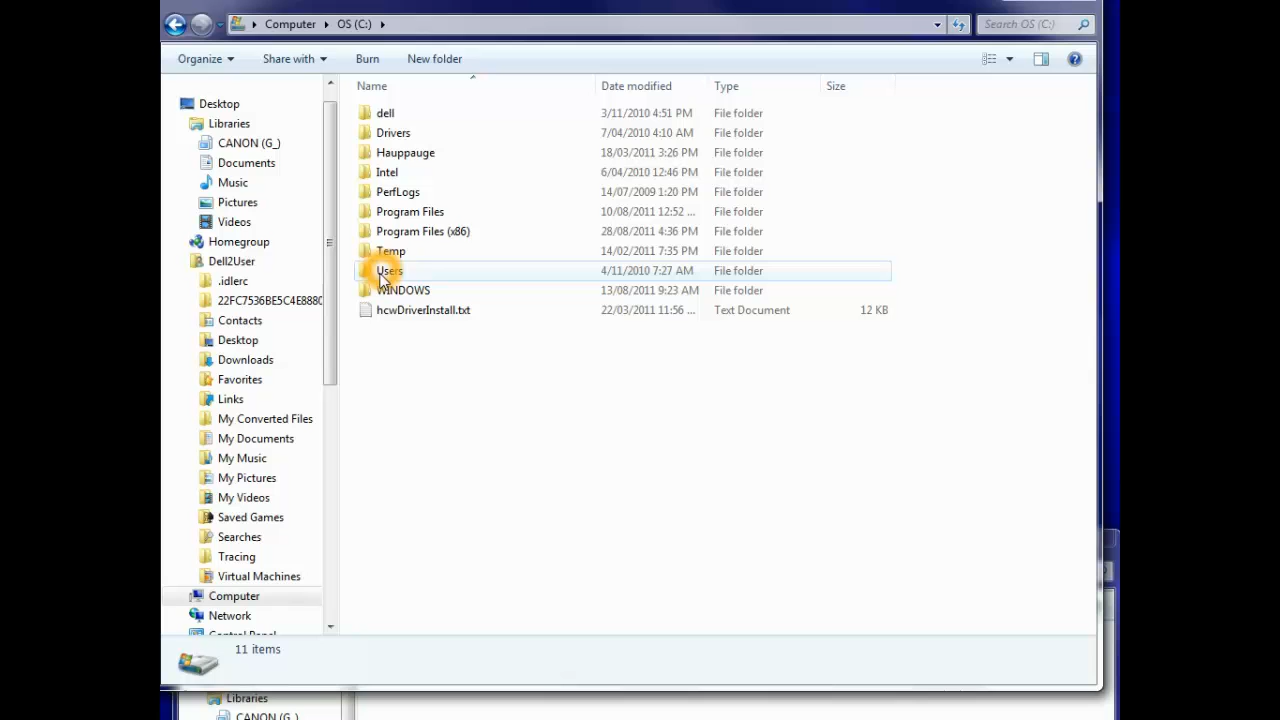 Computer OS (C:) Search OS (C:)
Organize Share with Burn New folder
Name Date modified Type Size
Desktop
Libraries
CANON (G_)
Documents
Music
Pictures
Videos
Homegroup
Dell2User
.idlerc
22FC7536BE5C4E8880
Contacts
Desktop
Downloads
Favorites
Links
My Converted Files
My Documents
My Music
My Pictures
My Videos
Saved Games
Searches
Tracing
Virtual Machines
Computer
Network
Control Panel
dell 3/11/2010 4:51 PM File folder
Drivers 7/04/2010 4:10 AM File folder
Hauppauge 18/03/2011 3:26 PM File folder
Intel 6/04/2010 12:46 PM File folder
PerfLogs 14/07/2009 1:20 PM File folder
Program Files 10/08/2011 12:52 ... File folder
Program Files (x86) 28/08/2011 4:36 PM File folder
Temp 14/02/2011 7:35 PM File folder
Users 4/11/2010 7:27 AM File folder
WINDOWS 13/08/2011 9:23 AM File folder
hcwDriverInstall.txt 22/03/2011 11:56 ... Text Document 12 KB
11 items
Libraries
CANON (G_)